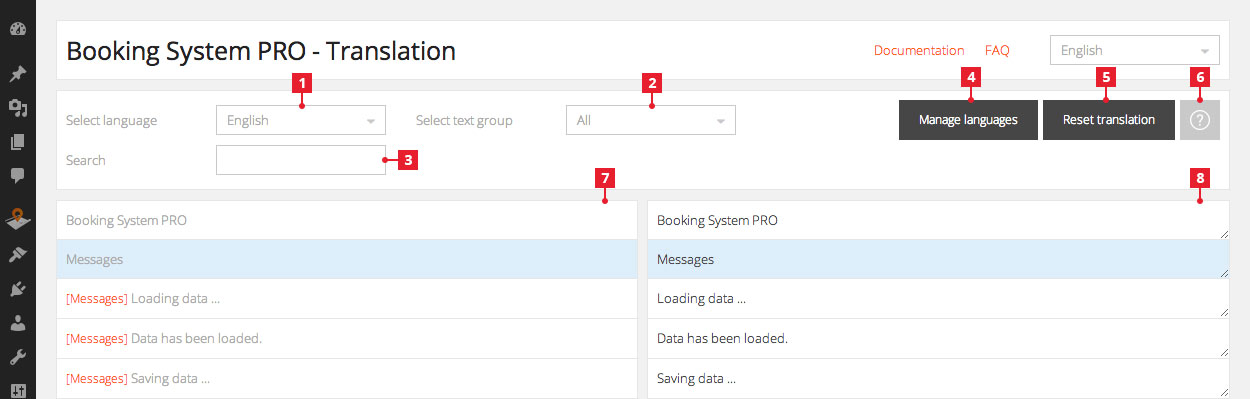 Booking System PRO - Translation
Documentation FAQ English
1 2 4 5 6
Select language English Select text group All Manage languages Reset translation ?
Search 3
7 8
Booking System PRO Booking System PRO
Messages Messages
[Messages] Loading data ... Loading data ...
[Messages] Data has been loaded. Data has been loaded.
[Messages] Saving data ... Saving data ...